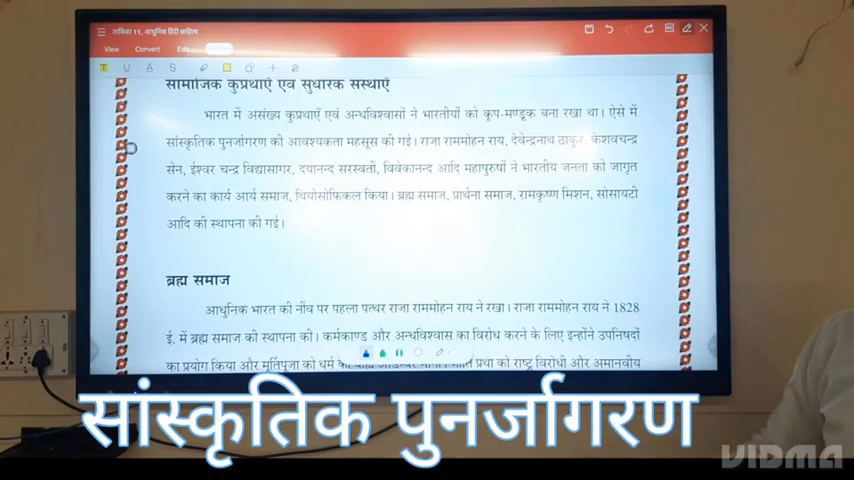 तासिका 11, आधुनिक हिंदी साहित्य
View Convert Edit
सामाजिक कुप्रथाएँ एवं सुधारक संस्थाएँ
भारत में असंख्य कुप्रथाएँ एवं अन्धविश्वासों ने भारतीयों को कूप-मण्डूक बना रखा था। ऐसे में
सांस्कृतिक पुनर्जागरण की आवश्यकता महसूस की गई। राजा राममोहन राय, देवेन्द्रनाथ ठाकुर, केशवचन्द्र
सेन, ईश्वर चन्द्र विद्यासागर, दयानन्द सरस्वती, विवेकानन्द आदि महापुरुषों ने भारतीय जनता को जागृत
करने का कार्य आर्य समाज, थियोसोफिकल किया। ब्रह्म समाज, प्रार्थना समाज, रामकृष्ण मिशन, सोसायटी
आदि की स्थापना की गई।
ब्रह्म समाज
आधुनिक भारत की नींव पर पहला पत्थर राजा राममोहन राय ने रखा। राजा राममोहन राय ने 1828
ई. में ब्रह्म समाज की स्थापना की। कर्मकाण्ड और अन्धविश्वास का विरोध करने के लिए इन्होंने उपनिषदों
का प्रयोग किया और मूर्तिपूजा को धर्म का प्रथा को राष्ट्र विरोधी और अमानवीय
सांस्कृतिक पुनर्जागरण
VIDMA